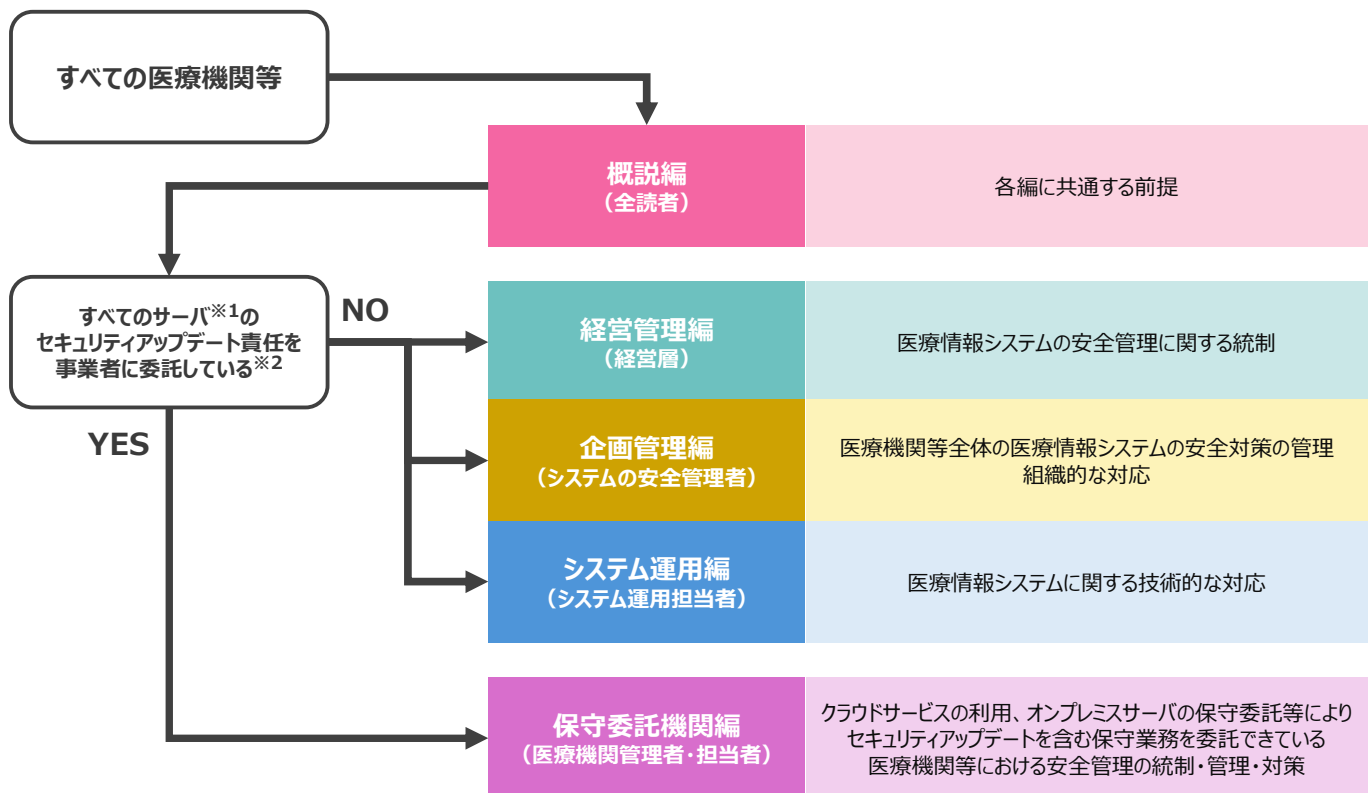 すべての医療機関等
概説編
(全読者)
各編に共通する前提
すべてのサーバ※1の
セキュリティアップデート責任を
事業者に委託している※2
NO
YES
経営管理編
(経営層)
医療情報システムの安全管理に関する統制
企画管理編
(システムの安全管理者)
医療機関等全体の医療情報システムの安全対策の管理
組織的な対応
システム運用編
(システム運用担当者)
医療情報システムに関する技術的な対応
保守委託機関編
(医療機関管理者・担当者)
クラウドサービスの利用、オンプレミスサーバの保守委託等により
セキュリティアップデートを含む保守業務を委託できている
医療機関等における安全管理の統制・管理・対策